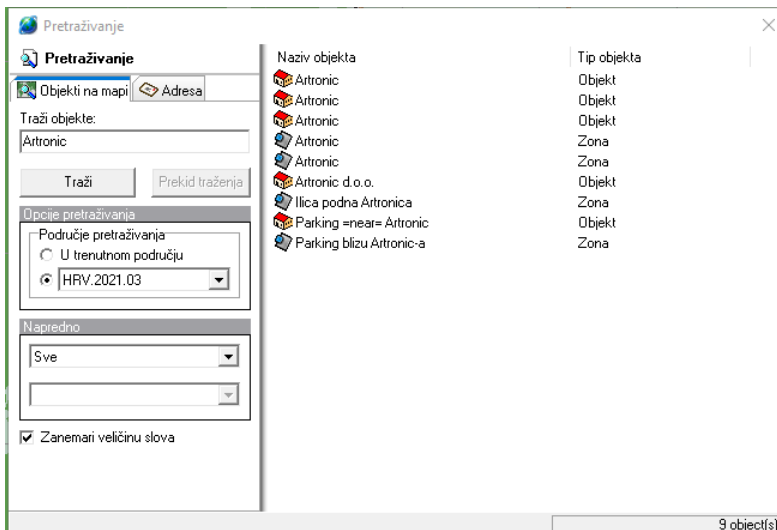 Pretraživanje
Pretraživanje
Objekti na mapi
Adresa
Traži objekte:
Artronic
Traži
Prekid traženja
Opcije pretraživanja
Područje pretraživanja
U trenutnom području
HRV.2021.03
Napredno
Sve
Zanemari veličinu slova
Naziv objekta Tip objekta
Artronic Objekt
Artronic Objekt
Artronic Objekt
Artronic Zona
Artronic Zona
Artronic d.o.o. Objekt
Ilica podna Artronica Zona
Parking =near= Artronic Objekt
Parking blizu Artronic-a Zona
9 object(s)